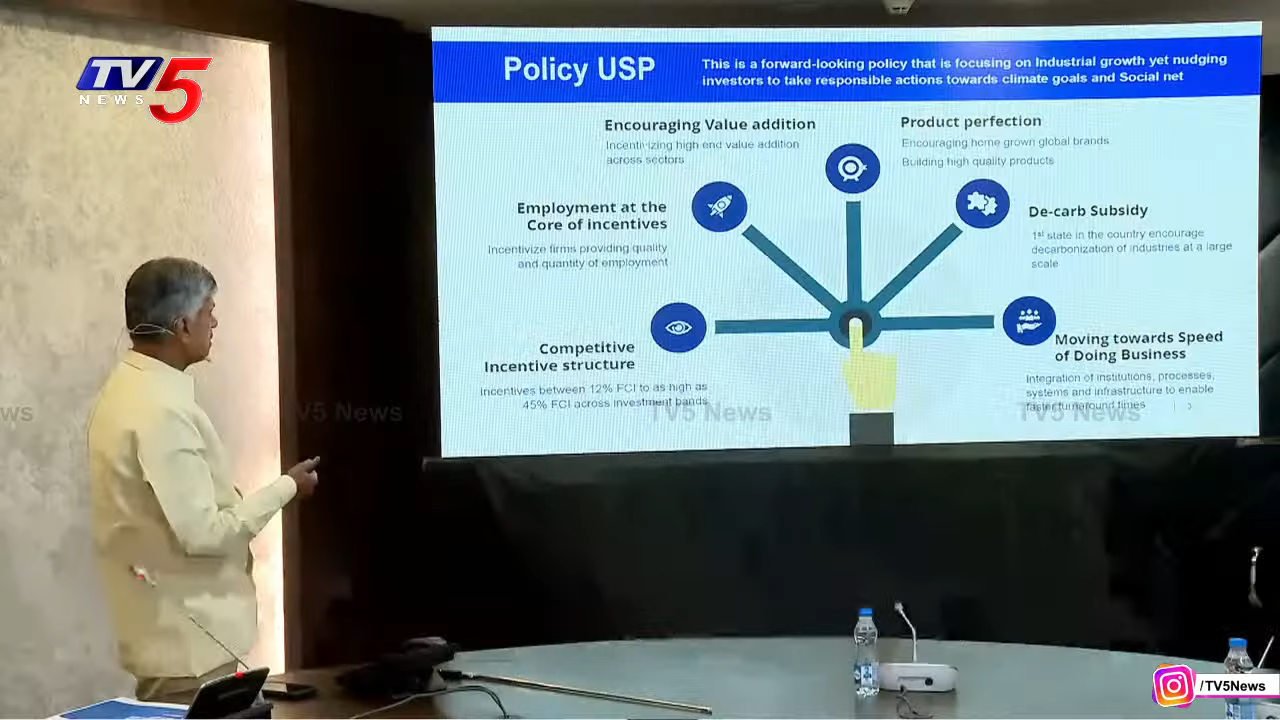 TV5
NEWS
Policy USP
This is a forward-looking policy that is focusing on Industrial growth yet nudging
investors to take responsible actions towards climate goals and Social net
Encouraging Value addition
Incentivizing high end value addition
across sectors
Product perfection
Encouraging home grown global brands
Building high quality products
Employment at the
Core of incentives
Incentivize firms providing quality
and quantity of employment
De-carb Subsidy
1st state in the country encourage
decarbonization of industries at a large
scale
Competitive
Incentive structure
Incentives between 12% FCI to as high as
45% FCI across investment bands
Moving towards Speed
of Doing Business
Integration of institutions, processes,
systems and infrastructure to enable
faster turnaround times
3
ws
TV5 News
TV5 News
TV5 News
/TV5News